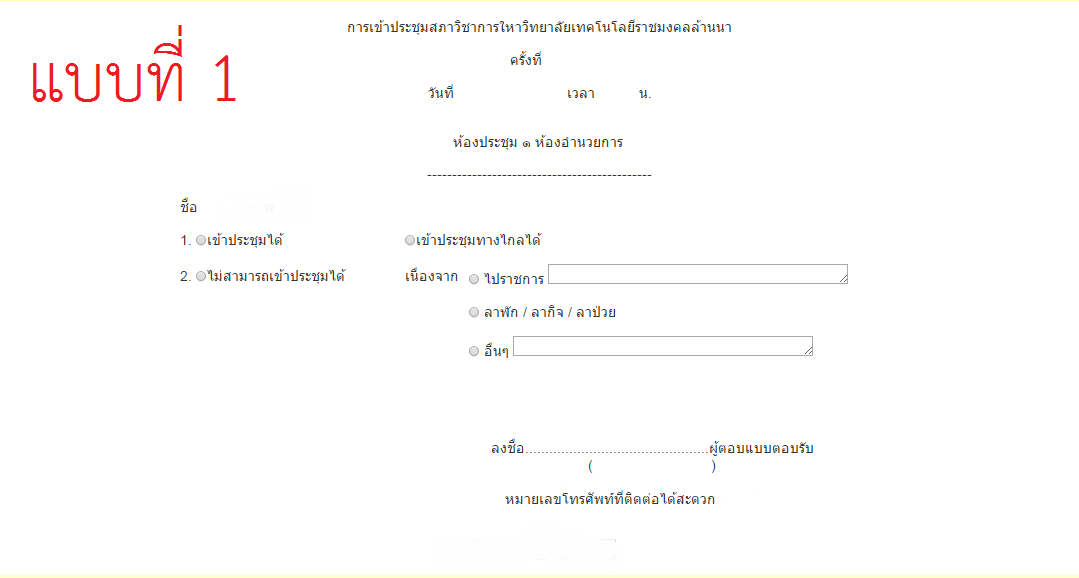 แบบที่ 1
การเข้าประชุมสภาวิชาการใหาวิทยาลัยเทคโนโลยีราชมงคลล้านนา
ครั้งที่
วันที่ เวลา น.
ห้องประชุม ๑ ห้องอำนวยการ
---------------------------------------------
ชื่อ
1. เข้าประชุมได้ เข้าประชุมทางไกลได้
2. ไม่สามารถเข้าประชุมได้ เนื่องจาก ไปราชการ
ลาพัก / ลากิจ / ลาป่วย
อื่นๆ
ลงชื่อ..............................................ผู้ตอบแบบตอบรับ
( )
หมายเลขโทรศัพท์ที่ติดต่อได้สะดวก